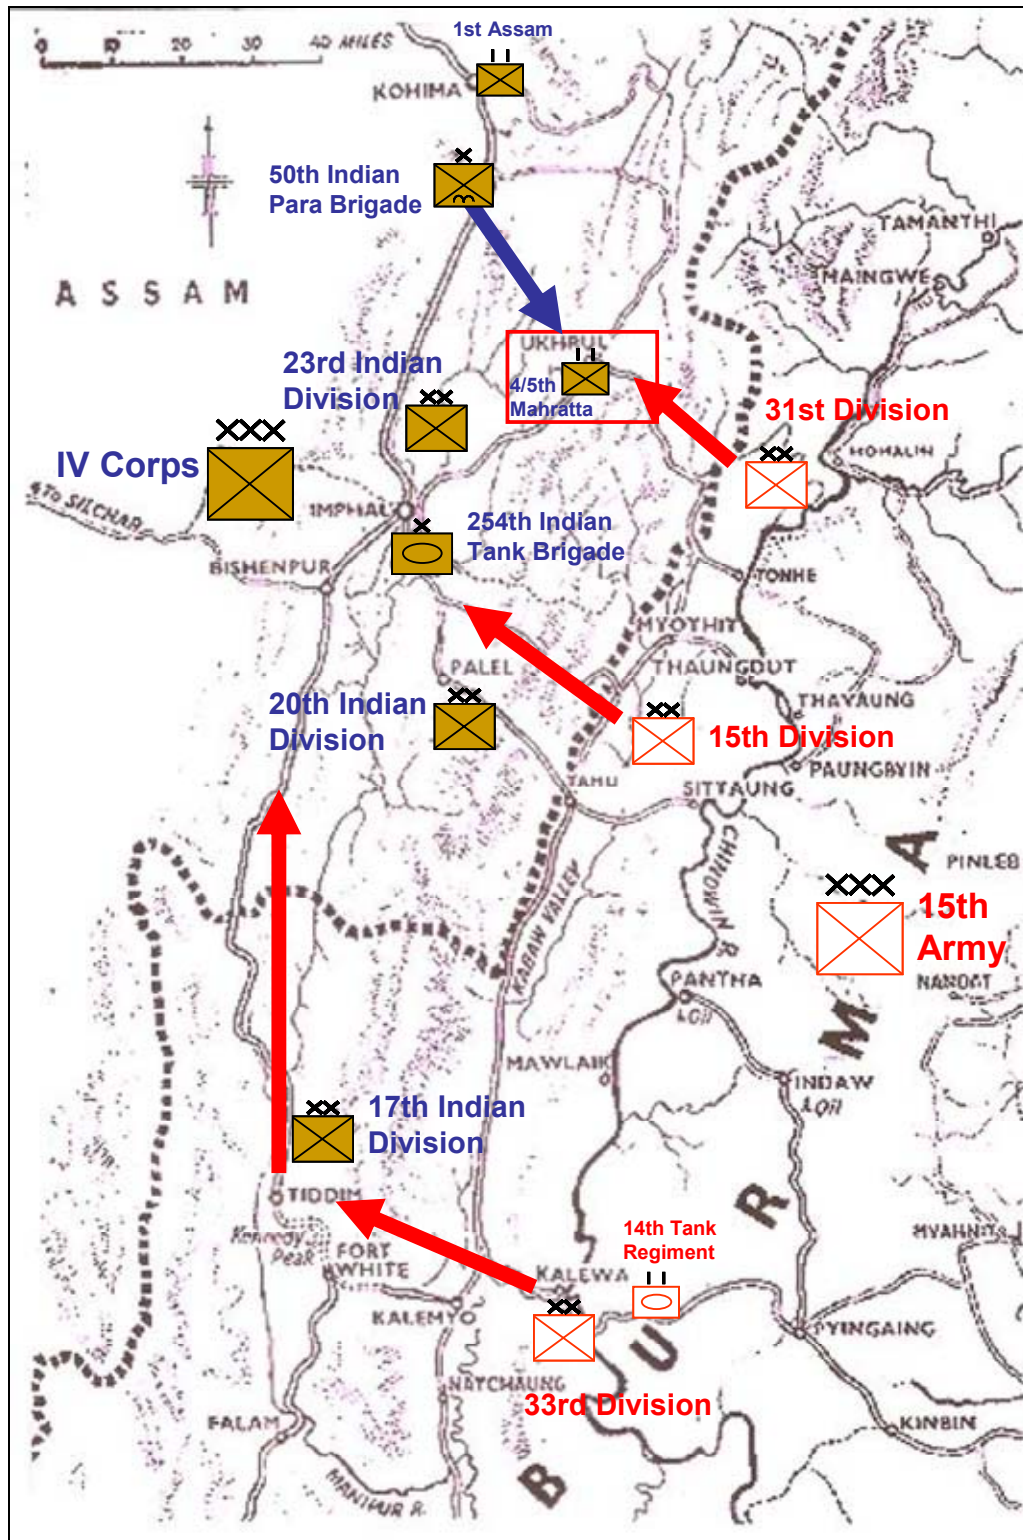 1st Assam
0 10 20 30 40 MILES
KOHIMA
50th Indian
Para Brigade
TAMANTHI
ASSAM
UKHRUL
23rd Indian
Division
4/5th
Mahratta
31st Division
HOMALIN
IV Corps
TO SILCHAR
IMPHAL
254th Indian
Tank Brigade
BISHENPUR
TONHE
MYOTHIT
PALEL
THAUNGDUT
20th Indian
Division
THAYAUNG
15th Division
PAUNGBYIN
TAMU
SITTAUNG
CHINDWIN R.
PINLEB
KABAW VALLEY
15th
Army
PANTHA
Oil
MAWLAIK
INDAW
Oil
17th Indian
Division
TIDDIM
Kennedy
Peak
FORT
WHITE
14th Tank
Regiment
KALEWA
KALEMYO
PYINGAING
NATCHAUNG
33rd Division
FALAM
KINBIN
MANIPUR R.
BURMA